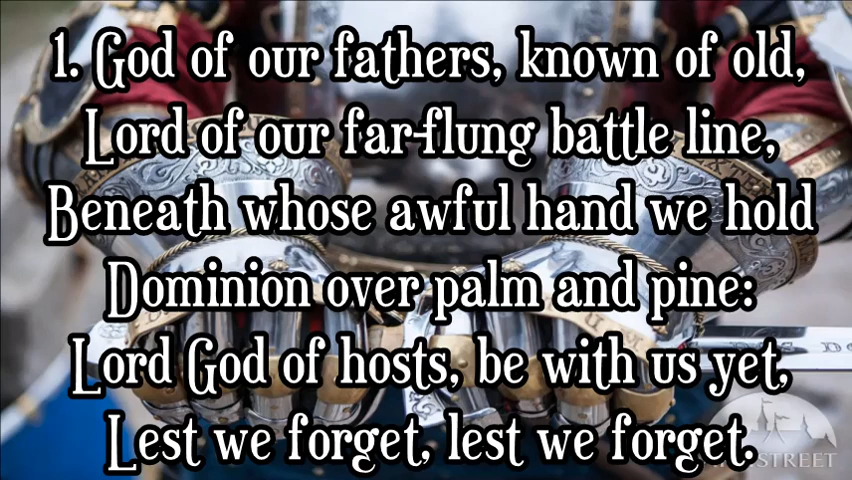 1. God of our fathers, known of old,
Lord of our far-flung battle line,
Beneath whose awful hand we hold
Dominion over palm and pine:
Lord God of hosts, be with us yet,
Lest we forget, lest we forget.